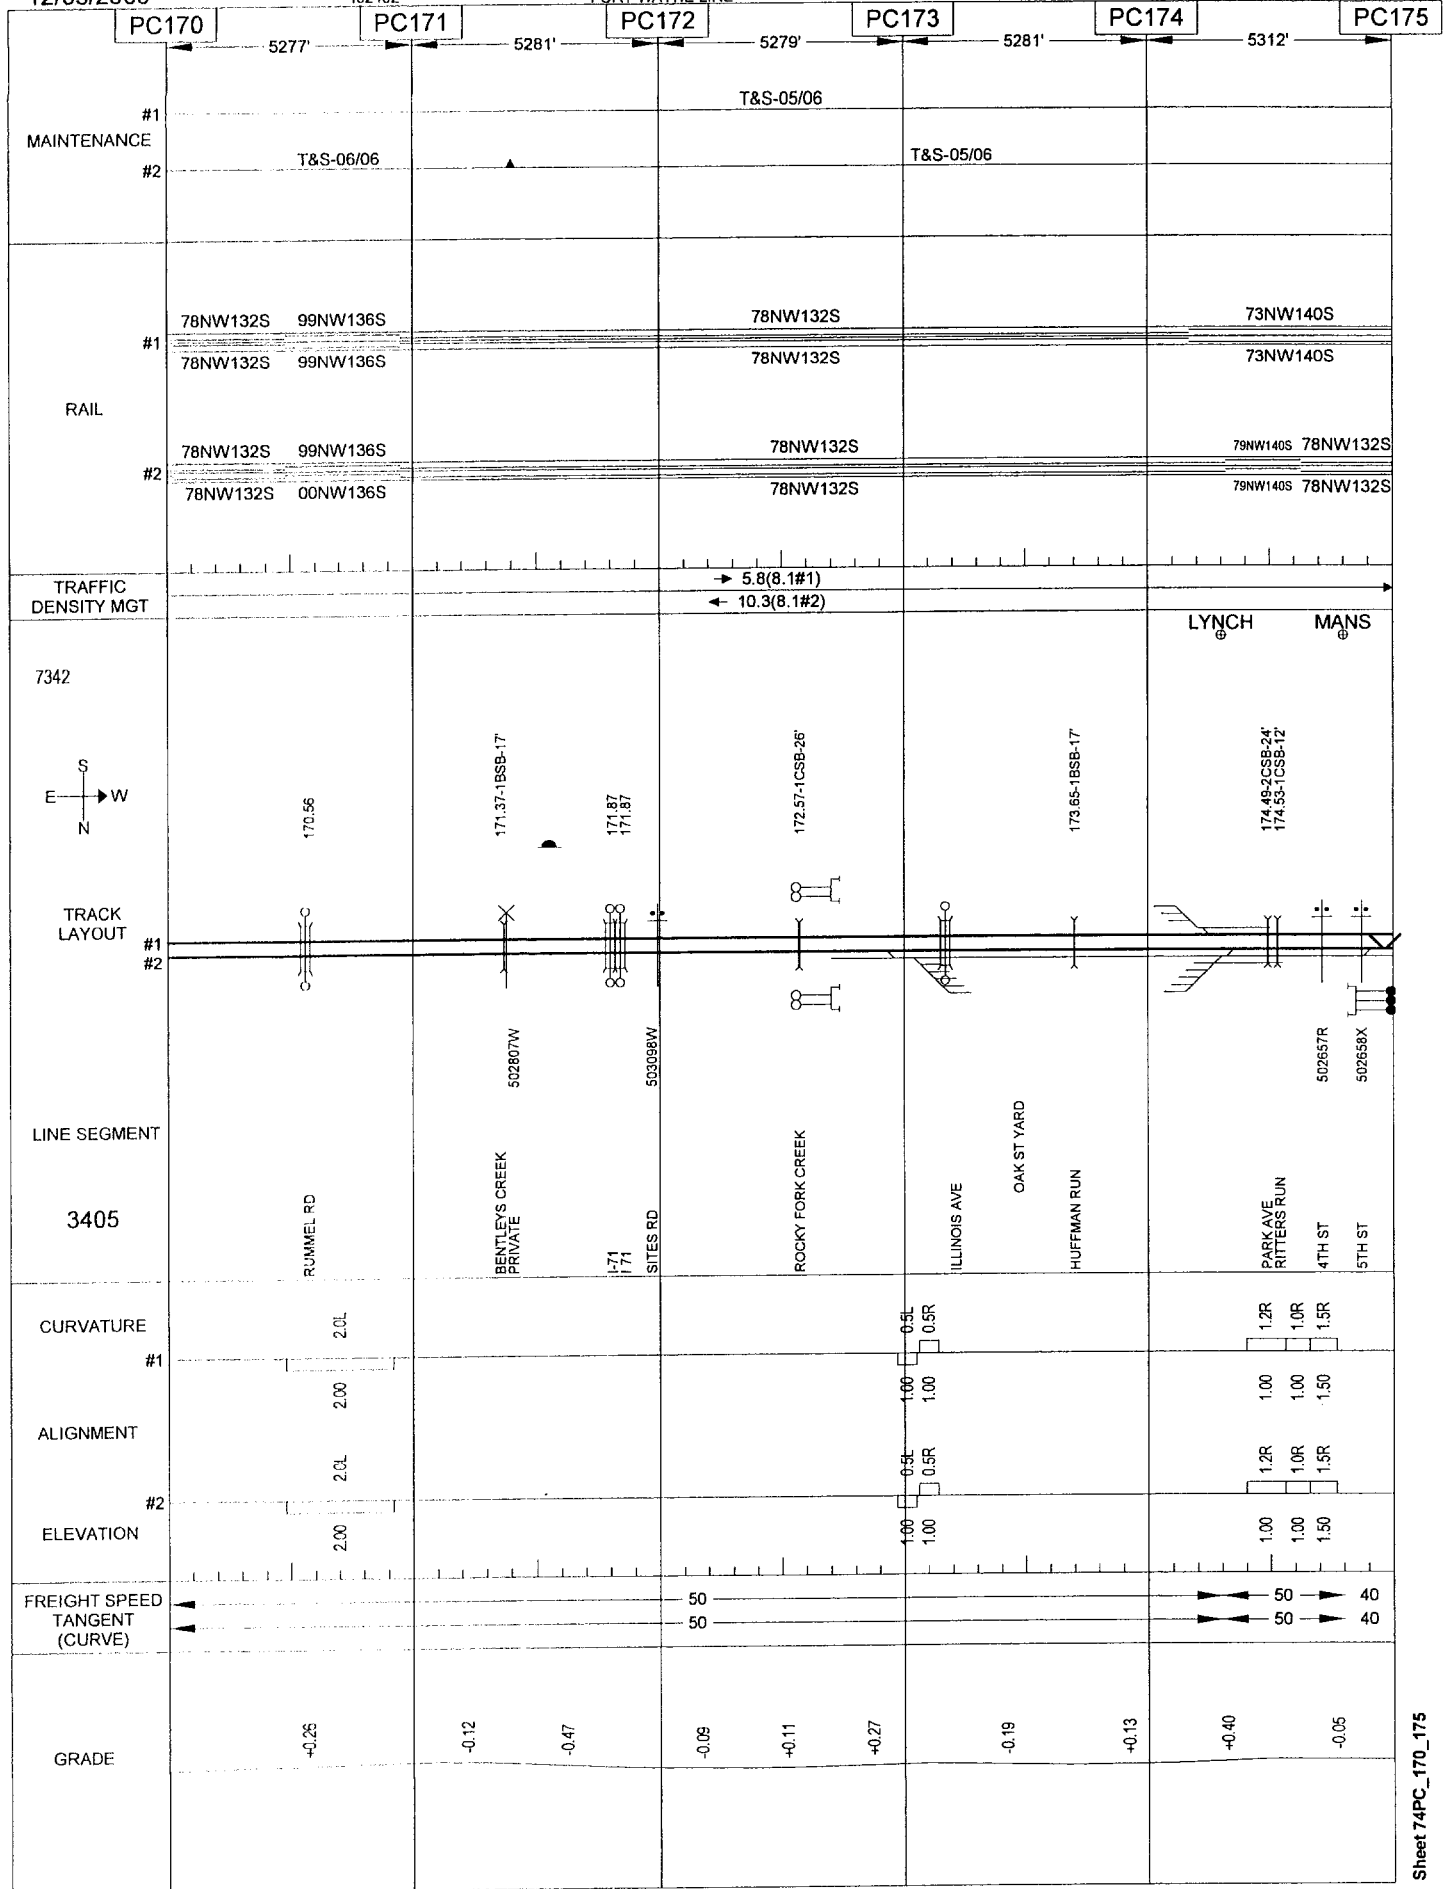 PC170 PC171 PC172 PC173 PC174 PC175
5277' 5281' 5279' 5281' 5312'
T&S-05/06
#1
MAINTENANCE
T&S-06/06 T&S-05/06
#2
78NW132S 99NW136S 78NW132S 73NW140S
#1
78NW132S 99NW136S 78NW132S 73NW140S
RAIL
78NW132S 99NW136S 78NW132S 79NW140S 78NW132S
#2
78NW132S 00NW136S 78NW132S 79NW140S 78NW132S
TRAFFIC
DENSITY MGT
5.8(8.1#1)
10.3(8.1#2)
LYNCH MANS
7342
S
E W
N
170.56
171.37-1BSB-17'
171.87
171.87
172.57-1CSB-26'
173.65-1BSB-17'
174.49-2CSB-24'
174.53-1CSB-12'
TRACK
LAYOUT
#1
#2
502807W
503098W
502657R
502658X
LINE SEGMENT
3405
RUMMEL RD
BENTLEYS CREEK
PRIVATE
I-71
I 71
SITES RD
ROCKY FORK CREEK
ILLINOIS AVE
OAK ST YARD
HUFFMAN RUN
PARK AVE
RITTERS RUN
4TH ST
5TH ST
CURVATURE
2.0L 0.5L 0.5R 1.2R 1.0R 1.5R
#1
2.00 1.00 1.00 1.00 1.00 1.50
ALIGNMENT
2.0L 0.5L 0.5R 1.2R 1.0R 1.5R
#2
2.00 1.00 1.00 1.00 1.00 1.50
ELEVATION
FREIGHT SPEED
TANGENT
(CURVE)
50 50 40
50 50 40
GRADE
+0.26 -0.12 -0.47 -0.09 +0.11 +0.27 -0.19 +0.13 +0.40 -0.05
Sheet 74PC_170_175